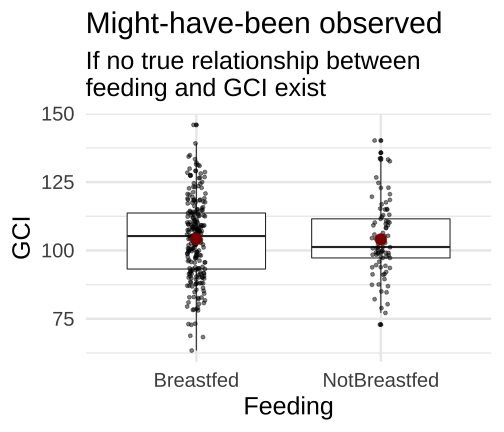 Might-have-been observed
If no true relationship between
feeding and GCI exist
150
125
100
75
GCI
Breastfed
NotBreastfed
Feeding